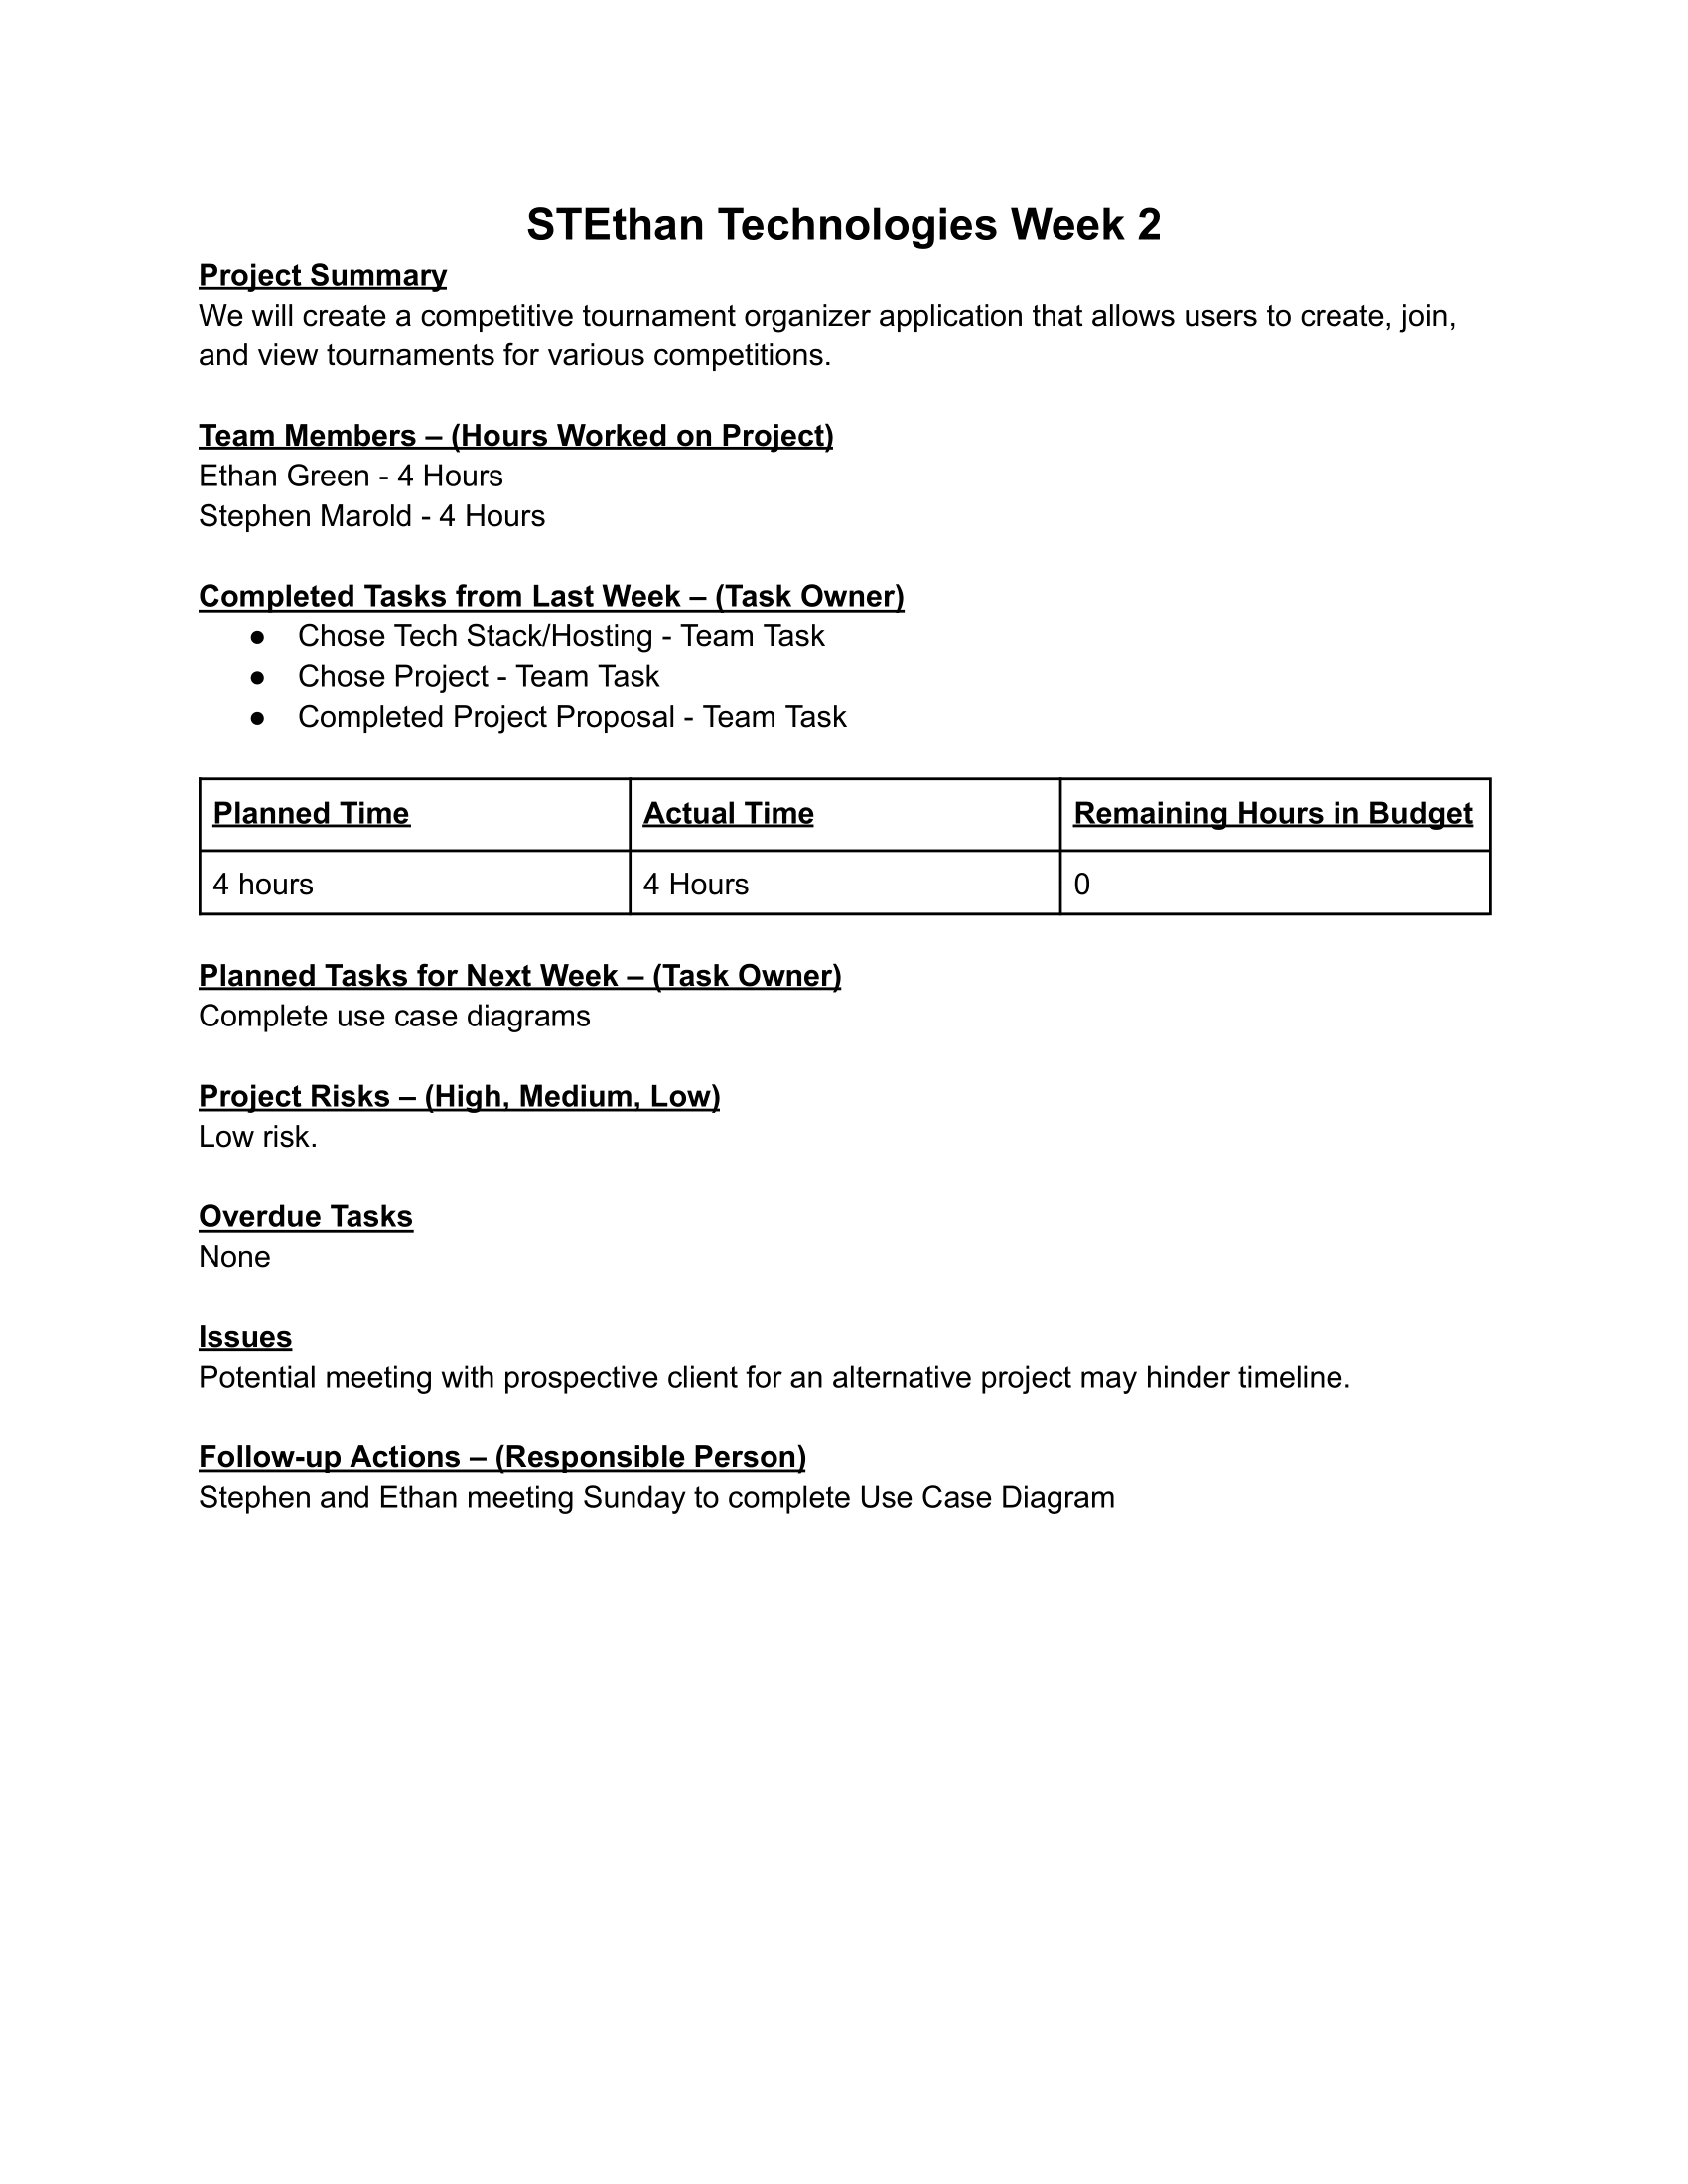 STEthan Technologies Week 2
Project Summary
We will create a competitive tournament organizer application that allows users to create, join,
and view tournaments for various competitions.
Team Members – (Hours Worked on Project)
Ethan Green - 4 Hours
Stephen Marold - 4 Hours
Completed Tasks from Last Week – (Task Owner)
● Chose Tech Stack/Hosting - Team Task
● Chose Project - Team Task
● Completed Project Proposal - Team Task
Planned Time Actual Time Remaining Hours in Budget
4 hours 4 Hours 0
Planned Tasks for Next Week – (Task Owner)
Complete use case diagrams
Project Risks – (High, Medium, Low)
Low risk.
Overdue Tasks
None
Issues
Potential meeting with prospective client for an alternative project may hinder timeline.
Follow-up Actions – (Responsible Person)
Stephen and Ethan meeting Sunday to complete Use Case Diagram